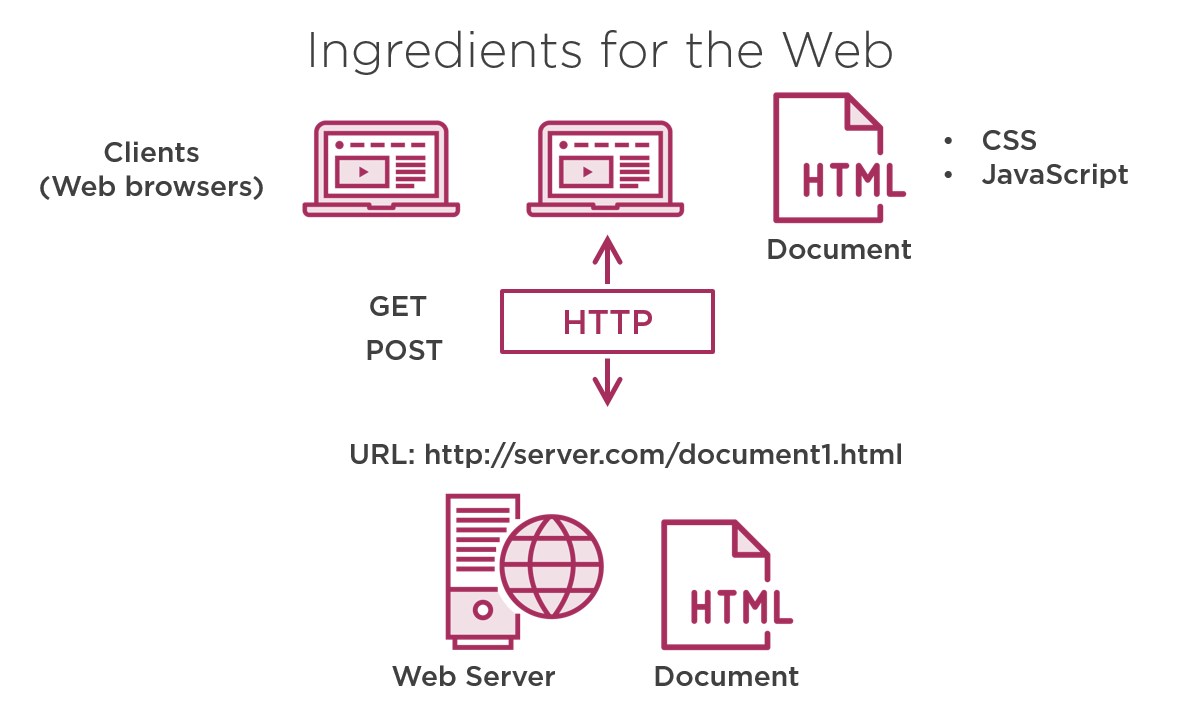 Ingredients for the Web
Clients
(Web browsers)
HTML
Document
• CSS
• JavaScript
GET
POST
HTTP
URL: http://server.com/document1.html
Web Server
HTML
Document